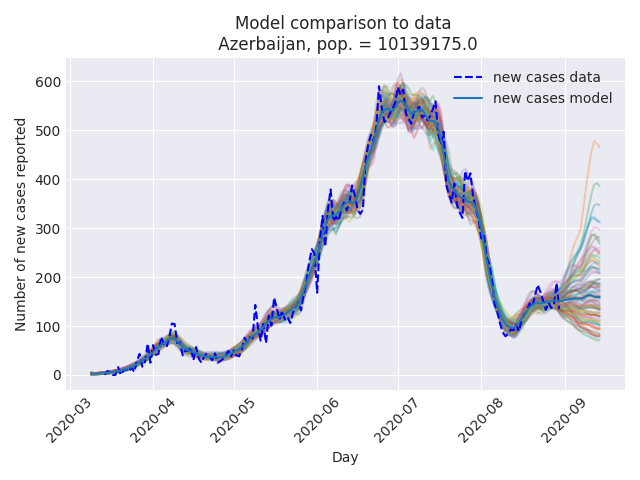 Model comparison to data
Azerbaijan, pop. = 10139175.0
new cases data
new cases model
Number of new cases reported
600
500
400
300
200
100
0
2020-03
2020-04
2020-05
2020-06
2020-07
2020-08
2020-09
Day